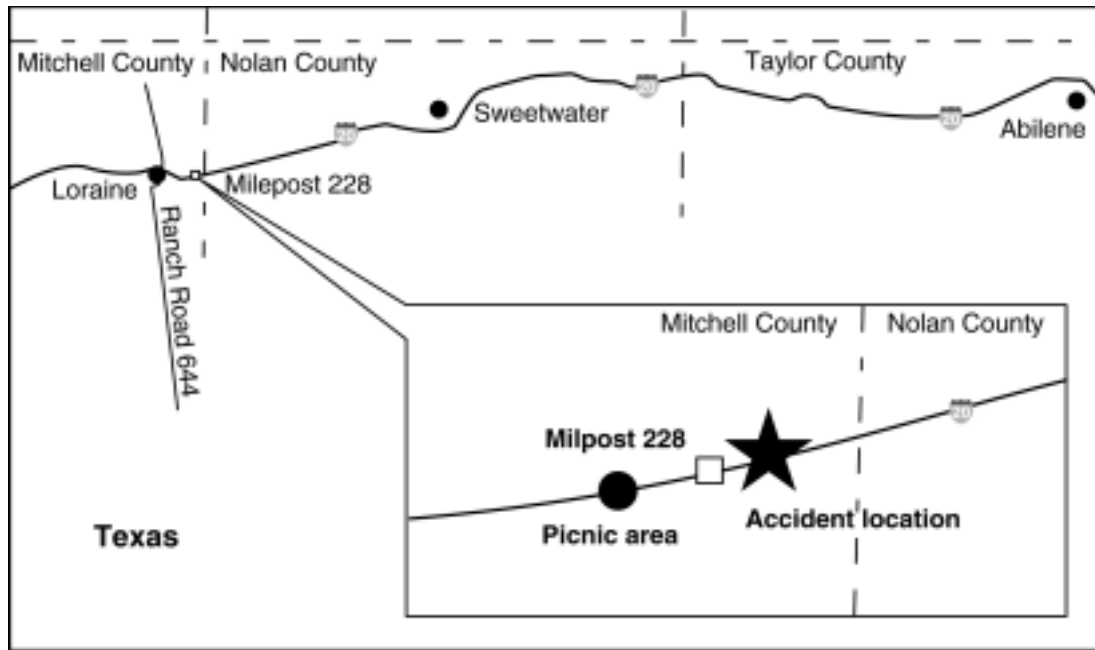 Mitchell County
Nolan County
Taylor County
20
20
20
Sweetwater
Abilene
Loraine
Milepost 228
Ranch Road 644
Mitchell County
Nolan County
20
Milpost 228
Accident location
Picnic area
Texas